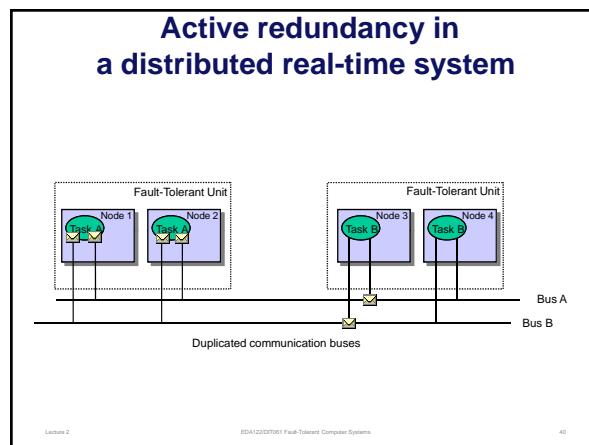 Active redundancy in
a distributed real-time system
Fault-Tolerant Unit
Node 1
Task A
Node 2
Task A
Fault-Tolerant Unit
Node 3
Task B
Node 4
Task B
Bus A
Bus B
Duplicated communication buses
Lecture 2
EDA122/DIT061 Fault-Tolerant Computer Systems
40